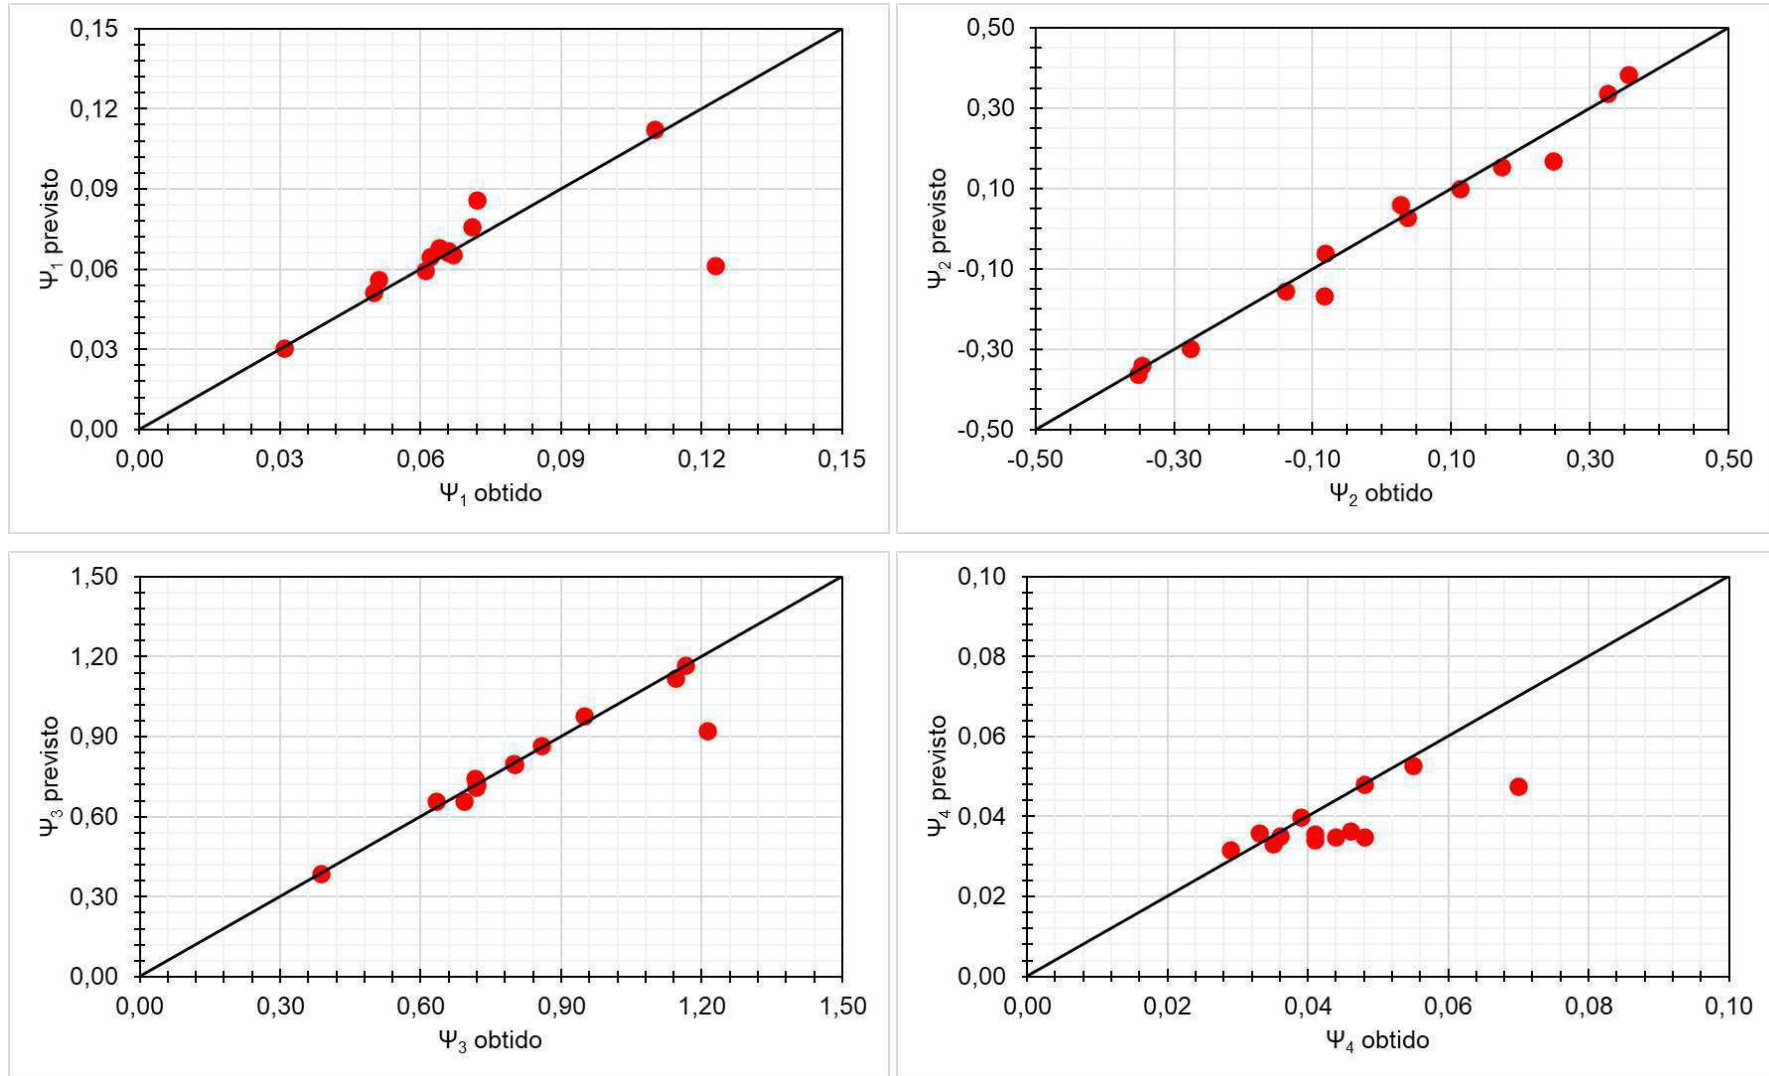 0,15
0,12
0,09
0,06
0,03
0,00
Ψ1 previsto
0,00 0,03 0,06 0,09 0,12 0,15
Ψ1 obtido
0,50
0,30
0,10
-0,10
-0,30
-0,50
Ψ2 previsto
-0,50 -0,30 -0,10 0,10 0,30 0,50
Ψ2 obtido
1,50
1,20
0,90
0,60
0,30
0,00
Ψ3 previsto
0,00 0,30 0,60 0,90 1,20 1,50
Ψ3 obtido
0,10
0,08
0,06
0,04
0,02
0,00
Ψ4 previsto
0,00 0,02 0,04 0,06 0,08 0,10
Ψ4 obtido